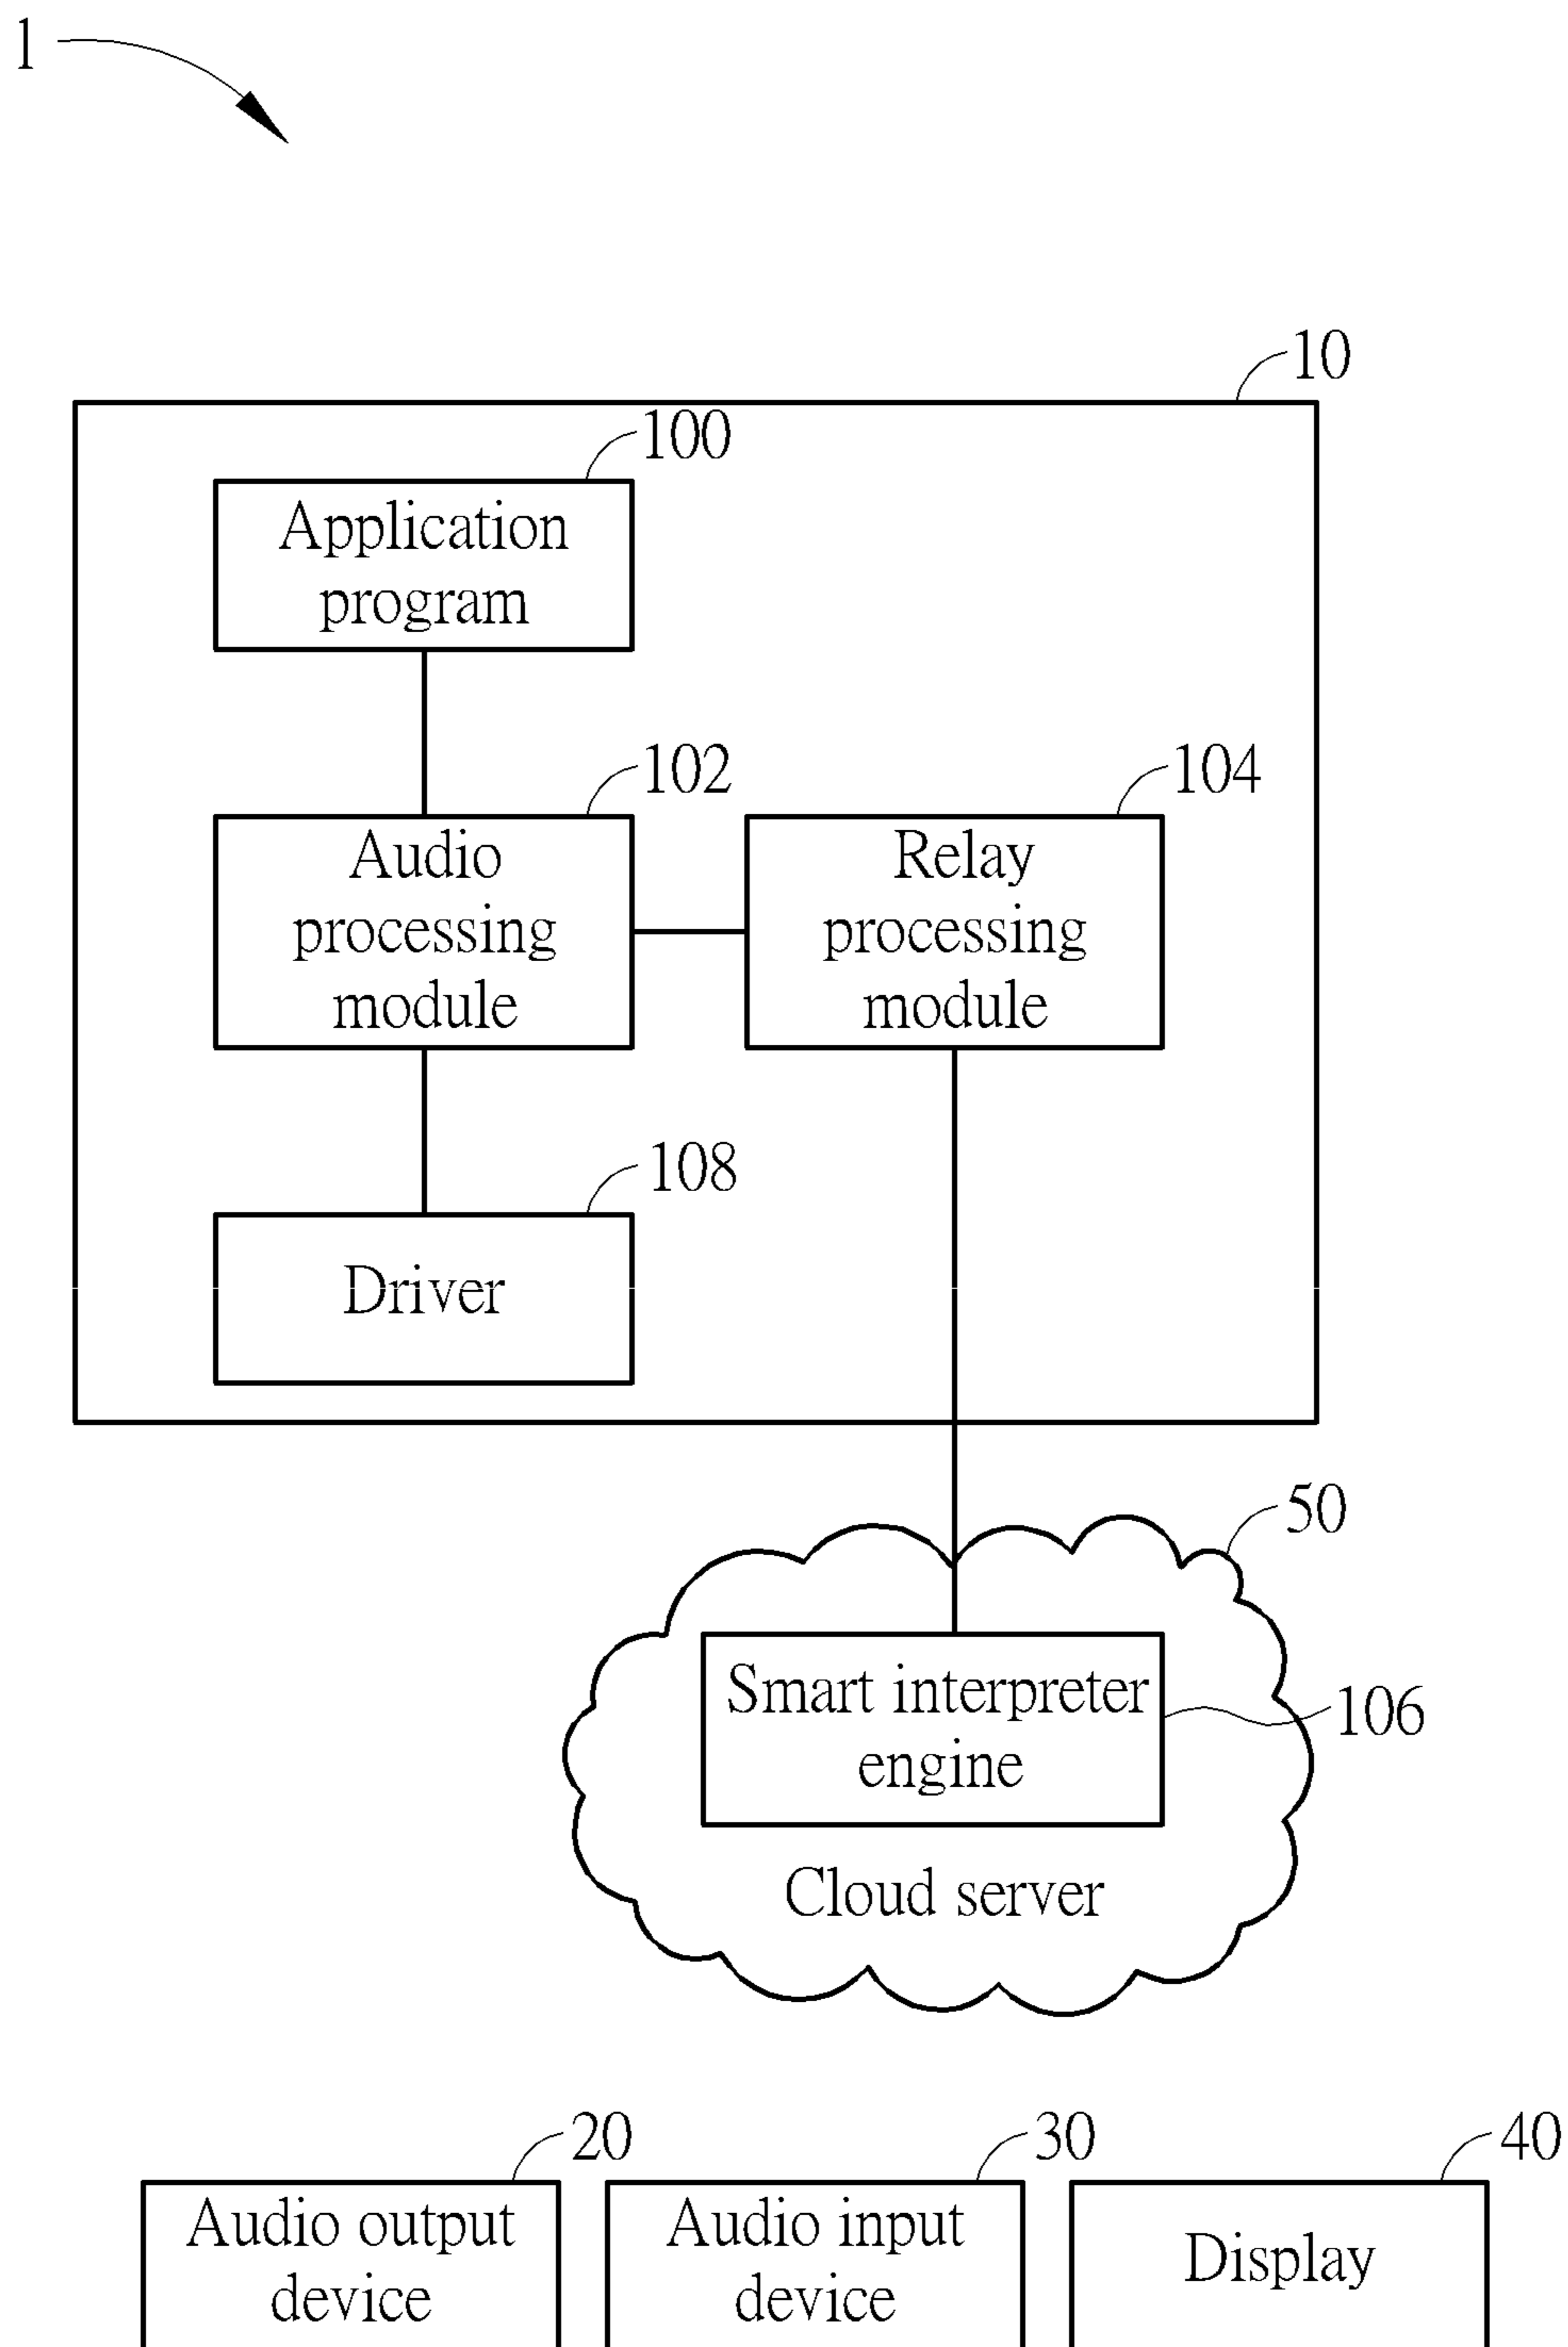 1
10
100
Application
program
102
104
Audio
processing
module
Relay
processing
module
108
Driver
50
Smart interpreter
engine
106
Cloud server
20
30
40
Audio output
device
Audio input
device
Display